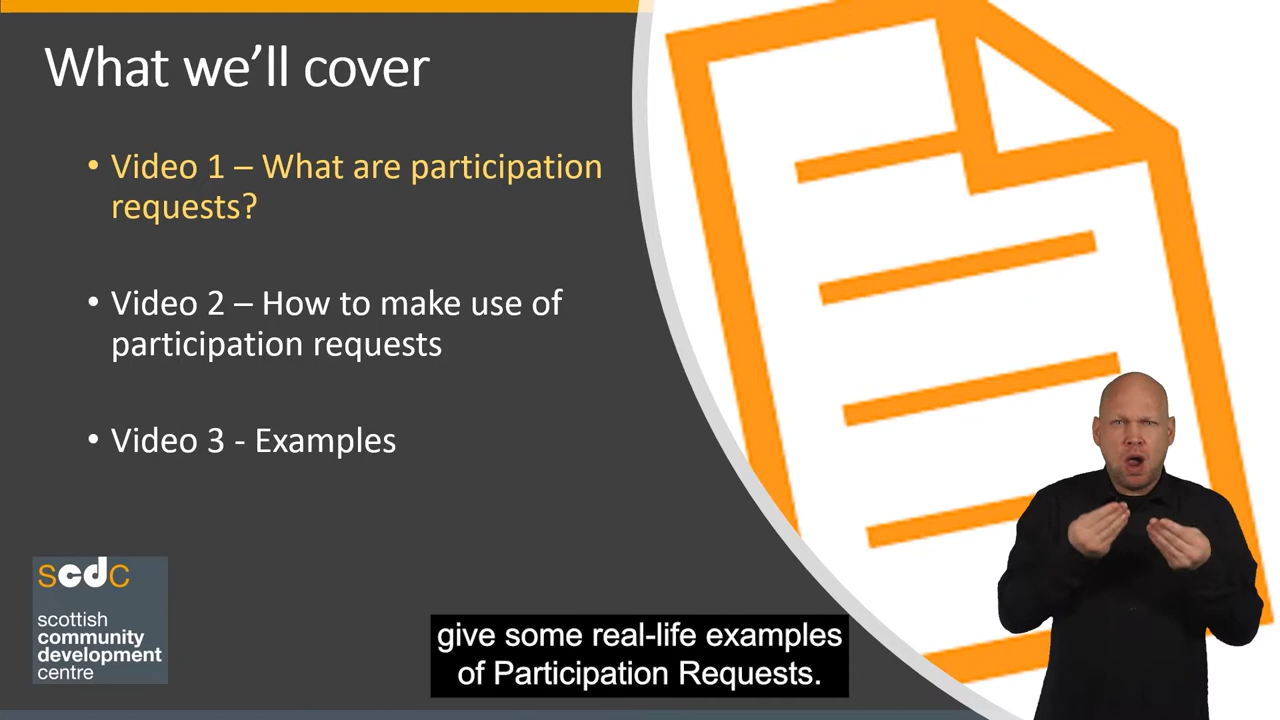 What we'll cover
• Video 1 – What are participation
requests?
• Video 2 – How to make use of
participation requests
• Video 3 - Examples
scdc
scottish
community
development
centre
give some real-life examples
of Participation Requests.